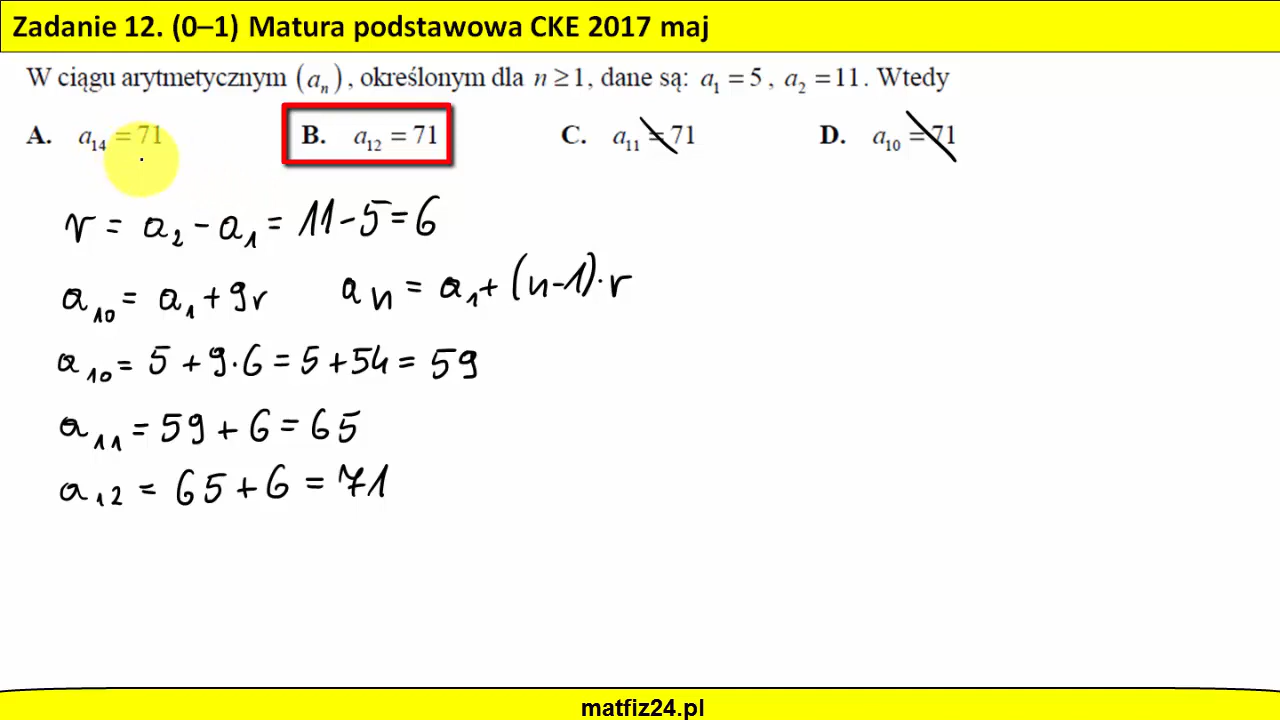 Zadanie 12. (0–1) Matura podstawowa CKE 2017 maj
W ciągu arytmetycznym (aₙ), określonym dla n ≥ 1, dane są: a₁ = 5, a₂ = 11. Wtedy
A. a₁₄ = 71 B. a₁₂ = 71 C. a₁₁ = 71 D. a₁₀ = 71
r = a₂ - a₁ = 11 - 5 = 6
a₁₀ = a₁ + 9r aₙ = a₁ + (n-1)·r
a₁₀ = 5 + 9·6 = 5 + 54 = 59
a₁₁ = 59 + 6 = 65
a₁₂ = 65 + 6 = 71
matfiz24.pl